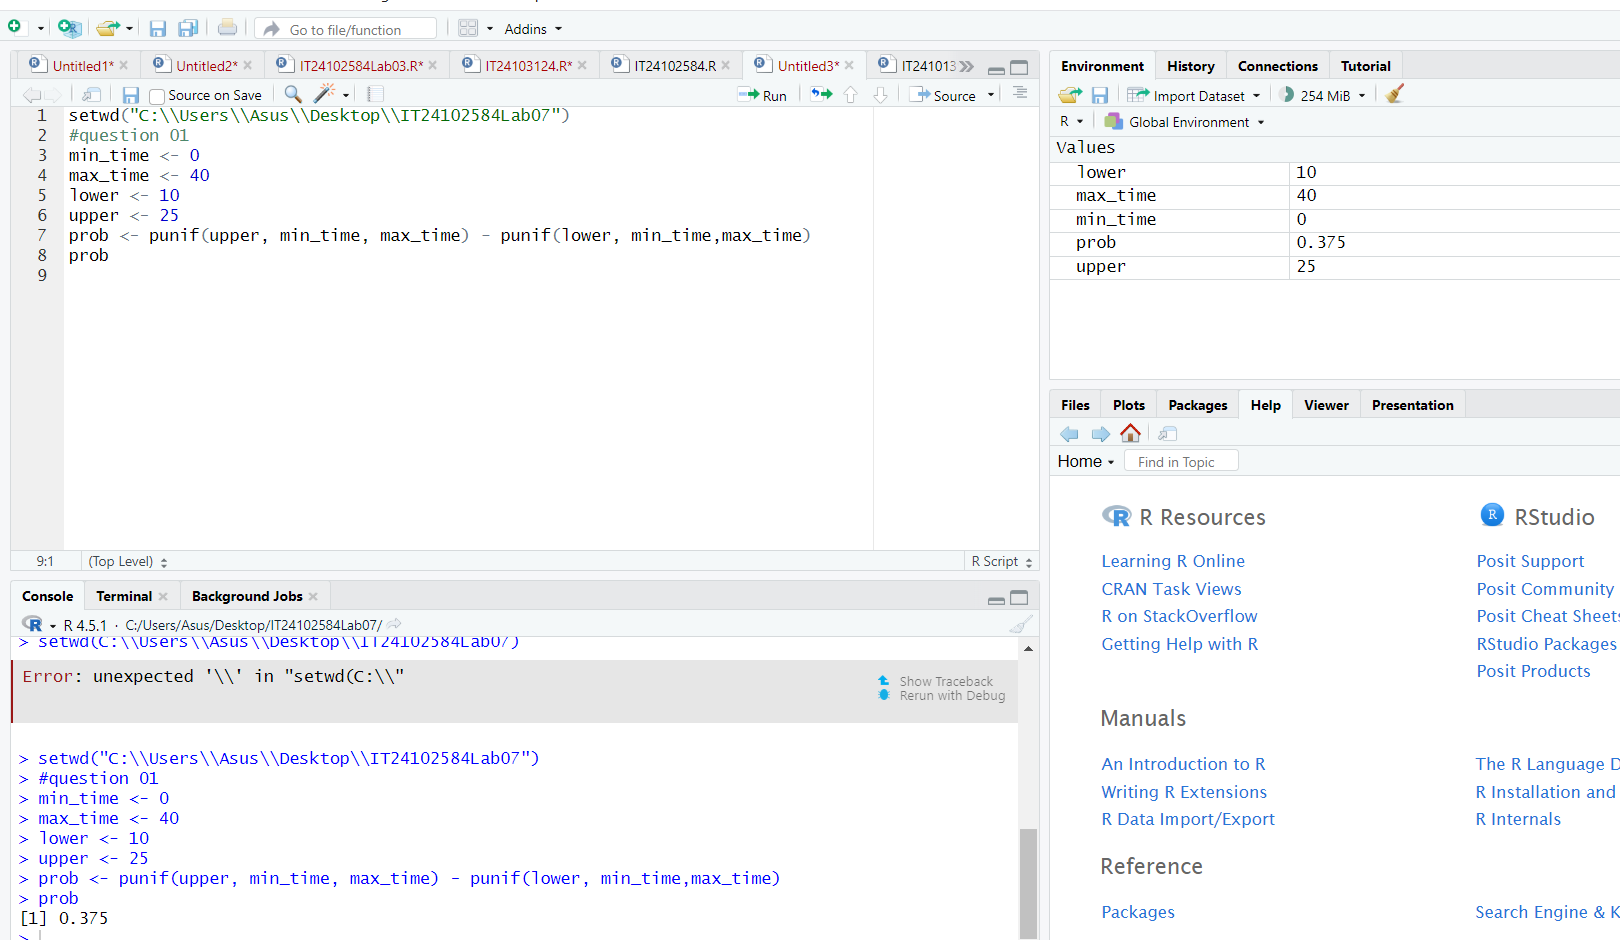 Go to file/function
Addins
Untitled1*
Untitled2*
IT24102584Lab03.R*
IT24103124.R*
IT24102584.R
Untitled3*
IT241013
Source on Save
Run
Source
1 setwd("C:\\Users\\Asus\\Desktop\\IT24102584Lab07")
2 #question 01
3 min_time <- 0
4 max_time <- 40
5 lower <- 10
6 upper <- 25
7 prob <- punif(upper, min_time, max_time) - punif(lower, min_time,max_time)
8 prob
9
9:1
(Top Level)
R Script
Console
Terminal
Background Jobs
R 4.5.1 · C:/Users/Asus/Desktop/IT24102584Lab07/
> setwd(C:\\Users\\Asus\\Desktop\\IT24102584Lab07/)
Error: unexpected '\\' in "setwd(C:\\"
Show Traceback
Rerun with Debug
> setwd("C:\\Users\\Asus\\Desktop\\IT24102584Lab07")
> #question 01
> min_time <- 0
> max_time <- 40
> lower <- 10
> upper <- 25
> prob <- punif(upper, min_time, max_time) - punif(lower, min_time,max_time)
> prob
[1] 0.375
>
Environment
History
Connections
Tutorial
Import Dataset
254 MiB
R
Global Environment
Values
lower 10
max_time 40
min_time 0
prob 0.375
upper 25
Files
Plots
Packages
Help
Viewer
Presentation
Home
Find in Topic
R Resources
Learning R Online
CRAN Task Views
R on StackOverflow
Getting Help with R
RStudio
Posit Support
Posit Community
Posit Cheat Sheets
RStudio Packages
Posit Products
Manuals
An Introduction to R
Writing R Extensions
R Data Import/Export
The R Language D
R Installation and
R Internals
Reference
Packages
Search Engine & K